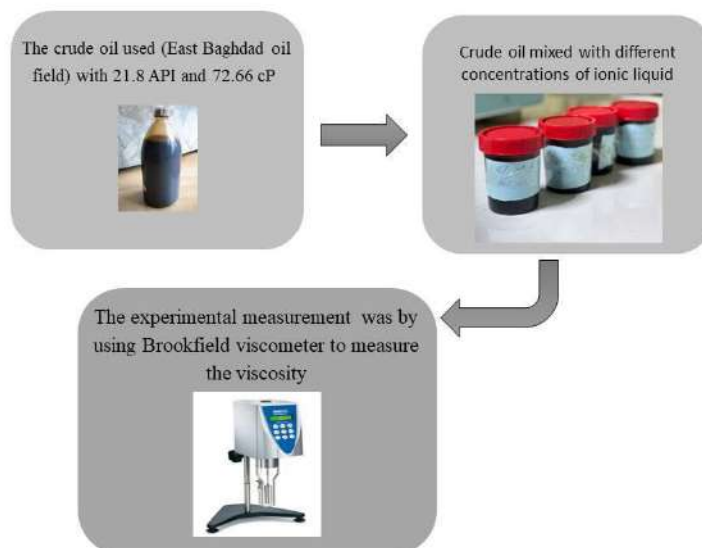 The crude oil used (East Baghdad oil
field) with 21.8 API and 72.66 cP
Crude oil mixed with different
concentrations of ionic liquid
The experimental measurement was by
using Brookfield viscometer to measure
the viscosity